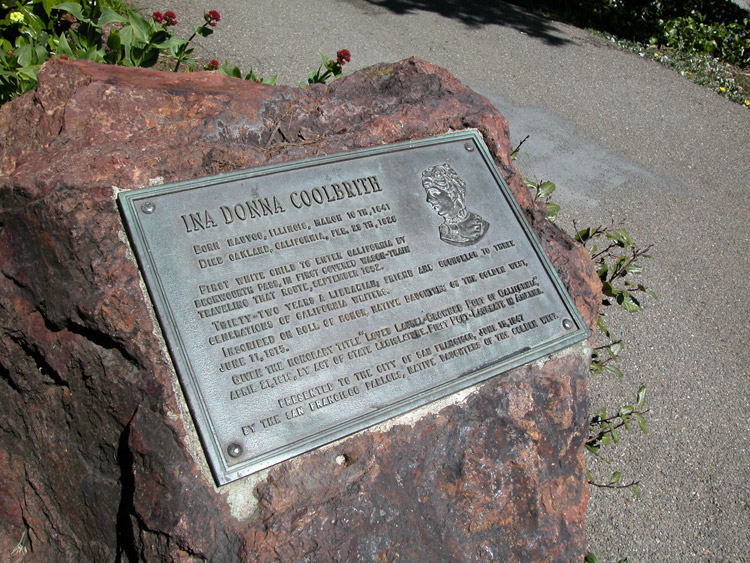 INA DONNA COOLBRITH
BORN NAUVOO, ILLINOIS, MARCH 10 TH, 1841
DIED OAKLAND, CALIFORNIA., FEB. 29 TH, 1928
FIRST WHITE CHILD TO ENTER CALIFORNIA BY
BECKWOURTH PASS, IN FIRST COVERED WAGON-TRAIN
TRAVELING THAT ROUTE, SEPTEMBER 1852.
THIRTY-TWO YEARS A LIBRARIAN, FRIEND AND COUNSELOR TO THREE
GENERATIONS OF CALIFORNIA WRITERS.
INSCRIBED ON ROLL OF HONOR, NATIVE DAUGHTERS OF THE GOLDEN WEST,
JUNE 11, 1915.
GIVEN THE HONORARY TITLE "LOVED LAUREL-CROWNED POET OF CALIFORNIA,"
APRIL 21, 1919, BY ACT OF STATE LEGISLATURE. FIRST POET-LAUREATE IN AMERICA.
PRESENTED TO THE CITY OF SAN FRANCISCO, JUNE 15, 1947
BY THE SAN FRANCISCO PARLORS, NATIVE DAUGHTERS OF THE GOLDEN WEST.